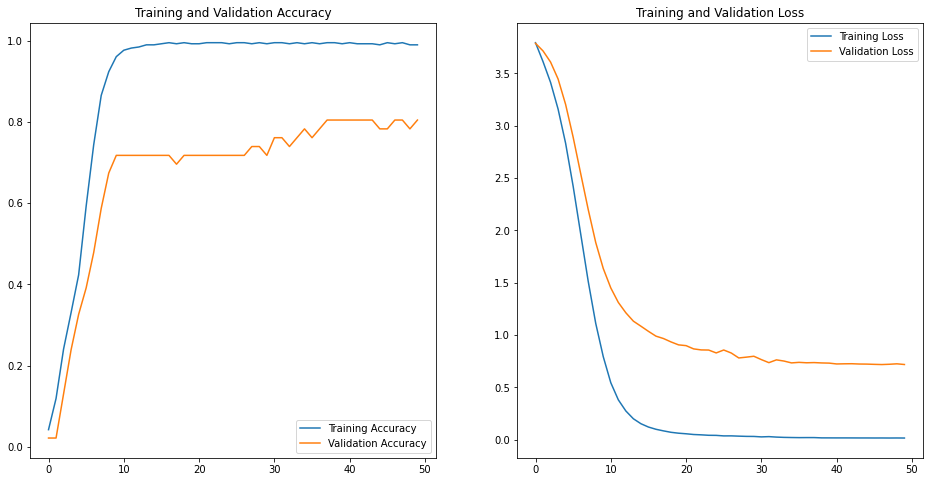 Training and Validation Accuracy
1.0
0.8
0.6
0.4
0.2
0.0
0 10 20 30 40 50
Training Accuracy
Validation Accuracy
Training and Validation Loss
3.5
3.0
2.5
2.0
1.5
1.0
0.5
0.0
0 10 20 30 40 50
Training Loss
Validation Loss